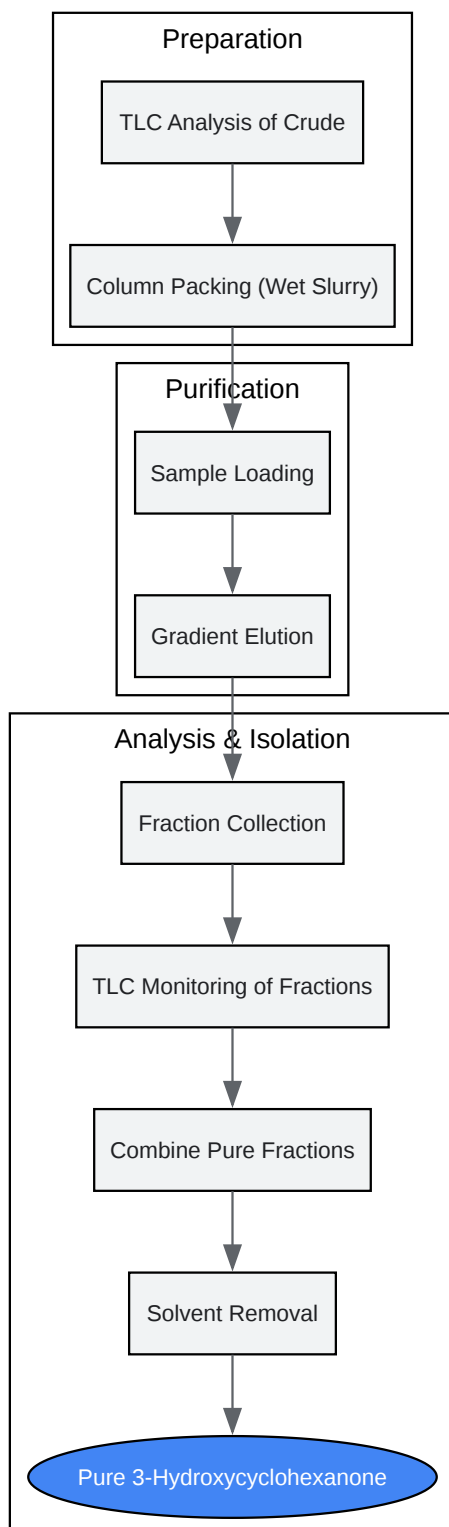 Preparation
TLC Analysis of Crude
Column Packing (Wet Slurry)
Purification
Sample Loading
Gradient Elution
Analysis & Isolation
Fraction Collection
TLC Monitoring of Fractions
Combine Pure Fractions
Solvent Removal
Pure 3-Hydroxycyclohexanone